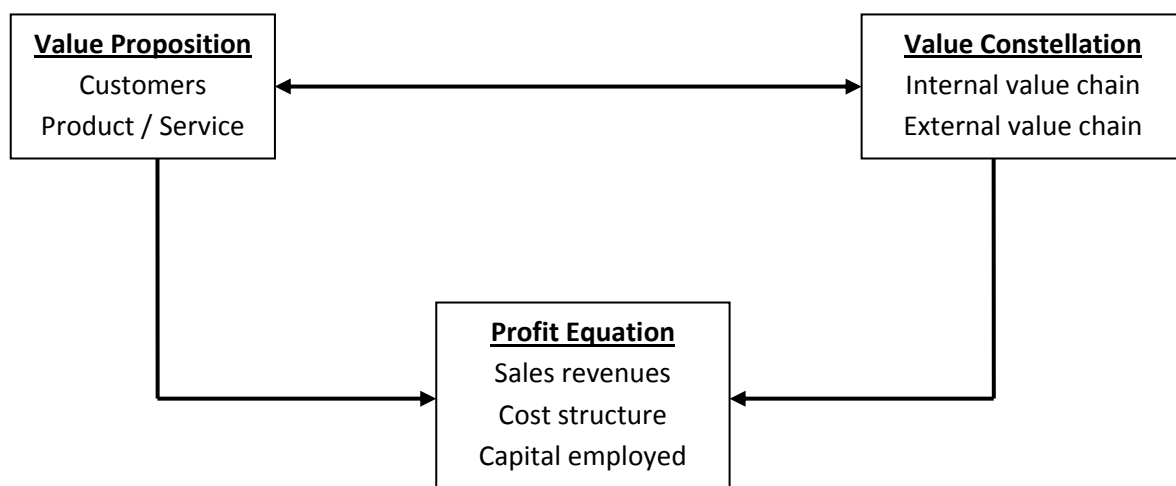 Value Proposition
Customers
Product / Service
Value Constellation
Internal value chain
External value chain
Profit Equation
Sales revenues
Cost structure
Capital employed